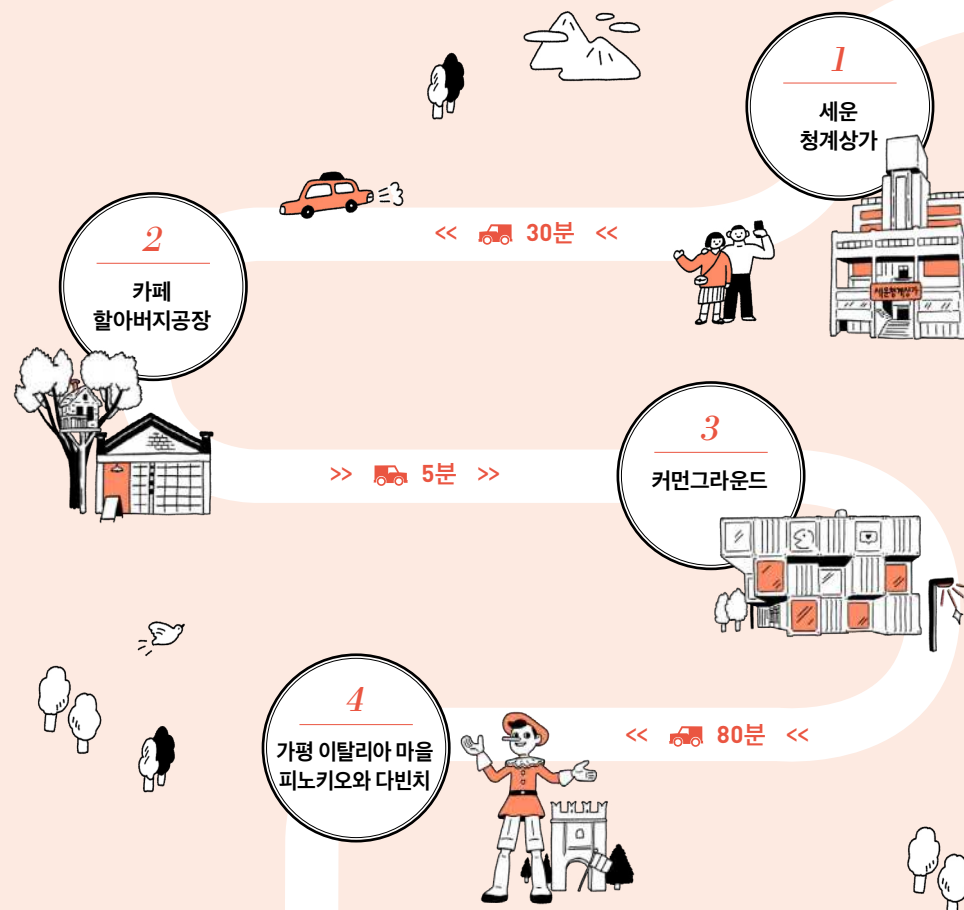 1
세운
청계상가
세운청계상가
<< 30분 <<
2
카페
할아버지공장
>> 5분 >>
3
커먼그라운드
<< 80분 <<
4
가평 이탈리아 마을
피노키오와 다빈치